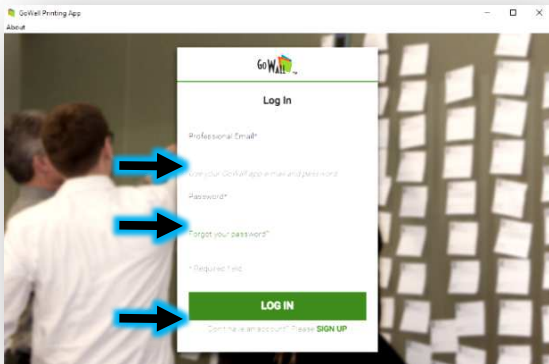 GoWall Printing App
About
GOWALL
Log In
Professional Email*
Use your GoWall app email and password
Password*
Forgot your password?
* Required field
LOG IN
Don't have an account? Please SIGN UP